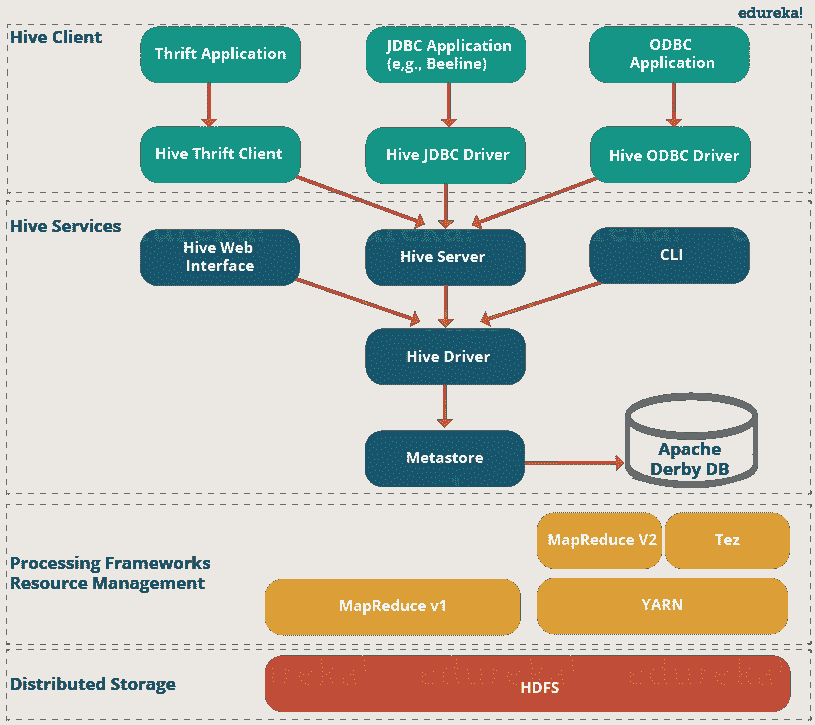 edureka!
Hive Client
Thrift Application
JDBC Application
(e,g., Beeline)
ODBC
Application
Hive Thrift Client
Hive JDBC Driver
Hive ODBC Driver
Hive Services
Hive Web
Interface
Hive Server
CLI
Hive Driver
Metastore
Apache
Derby DB
Processing Frameworks
Resource Management
MapReduce V2
Tez
MapReduce v1
YARN
Distributed Storage
HDFS